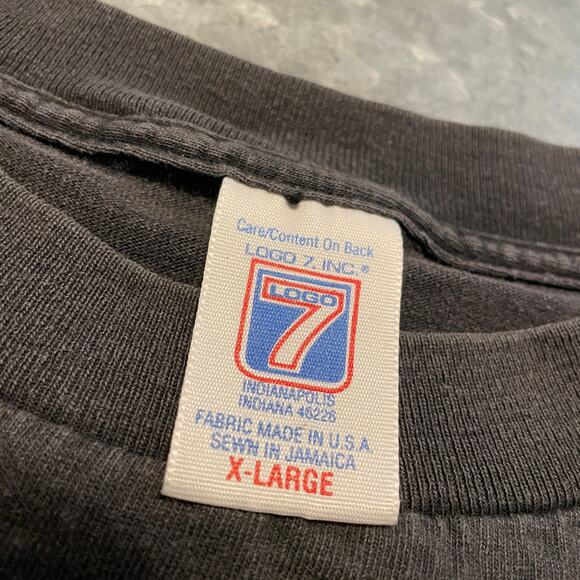 Care/Content On Back
LOGO 7, INC.®
LOGO
7
INDIANAPOLIS
INDIANA 46226
FABRIC MADE IN U.S.A.
SEWN IN JAMAICA
X-LARGE